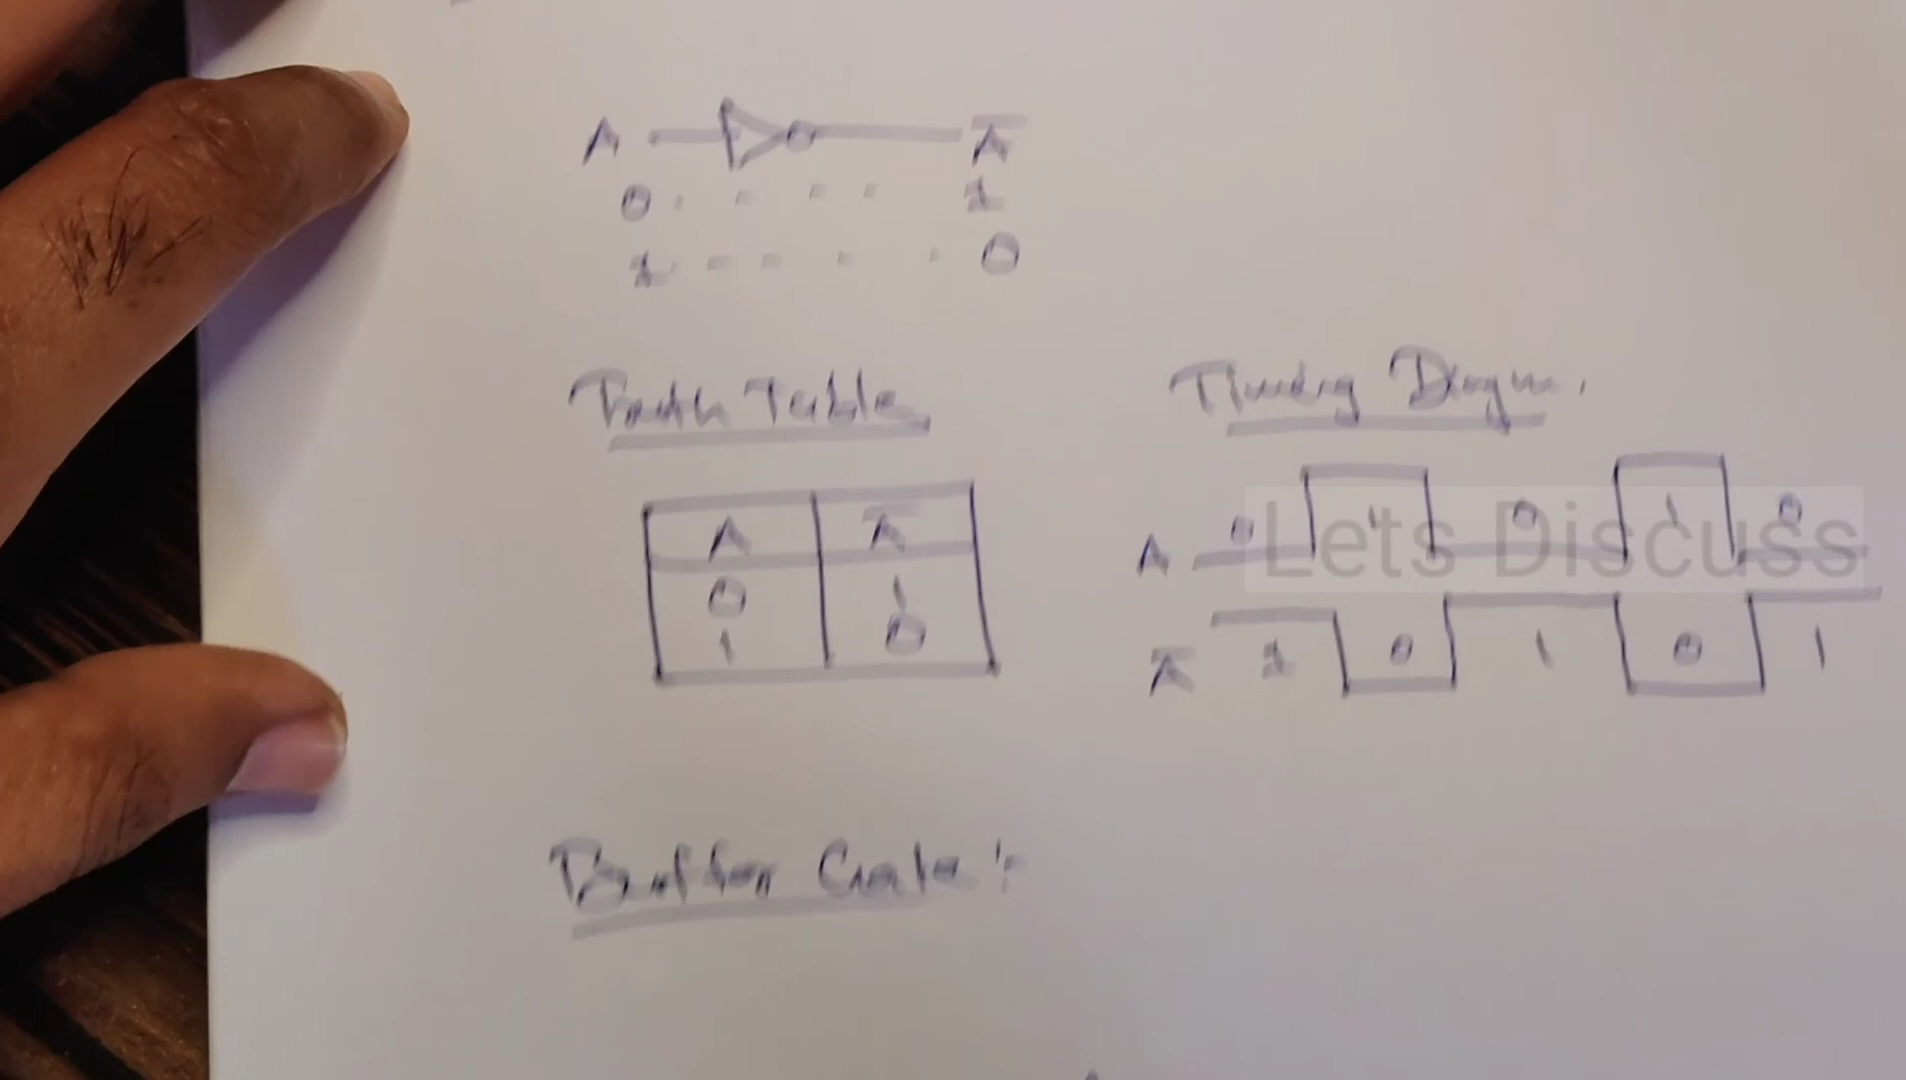 A A̅
0 1
1 0
Truth Table
Timing Diagm.
A A̅
0 1
1 0
A 0 1 0 1 0
A̅ 1 0 1 0 1
Lets Discuss
Buffer Gate :